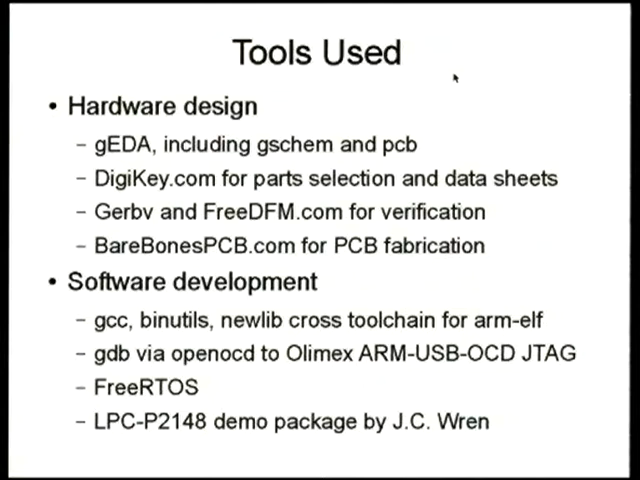 Tools Used
• Hardware design
– gEDA, including gschem and pcb
– DigiKey.com for parts selection and data sheets
– Gerbv and FreeDFM.com for verification
– BareBonesPCB.com for PCB fabrication
• Software development
– gcc, binutils, newlib cross toolchain for arm-elf
– gdb via openocd to Olimex ARM-USB-OCD JTAG
– FreeRTOS
– LPC-P2148 demo package by J.C. Wren